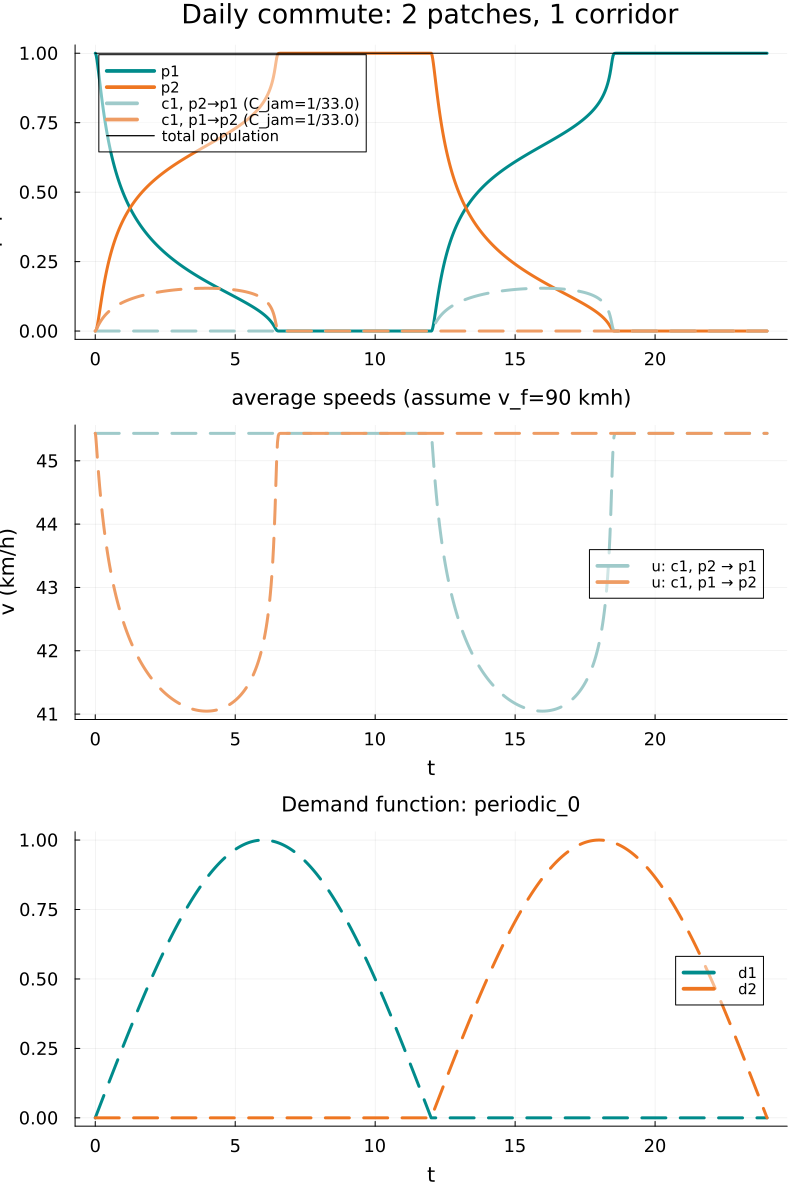 Daily commute: 2 patches, 1 corridor
1.00
0.75
0.50
0.25
0.00
p1
p2
c1, p2→p1 (C_jam=1/33.0)
c1, p1→p2 (C_jam=1/33.0)
total population
0 5 10 15 20
average speeds (assume v_f=90 kmh)
v (km/h)
45
44
43
42
41
u: c1, p2 → p1
u: c1, p1 → p2
0 5 10 15 20
t
Demand function: periodic_0
1.00
0.75
0.50
0.25
0.00
d1
d2
0 5 10 15 20
t